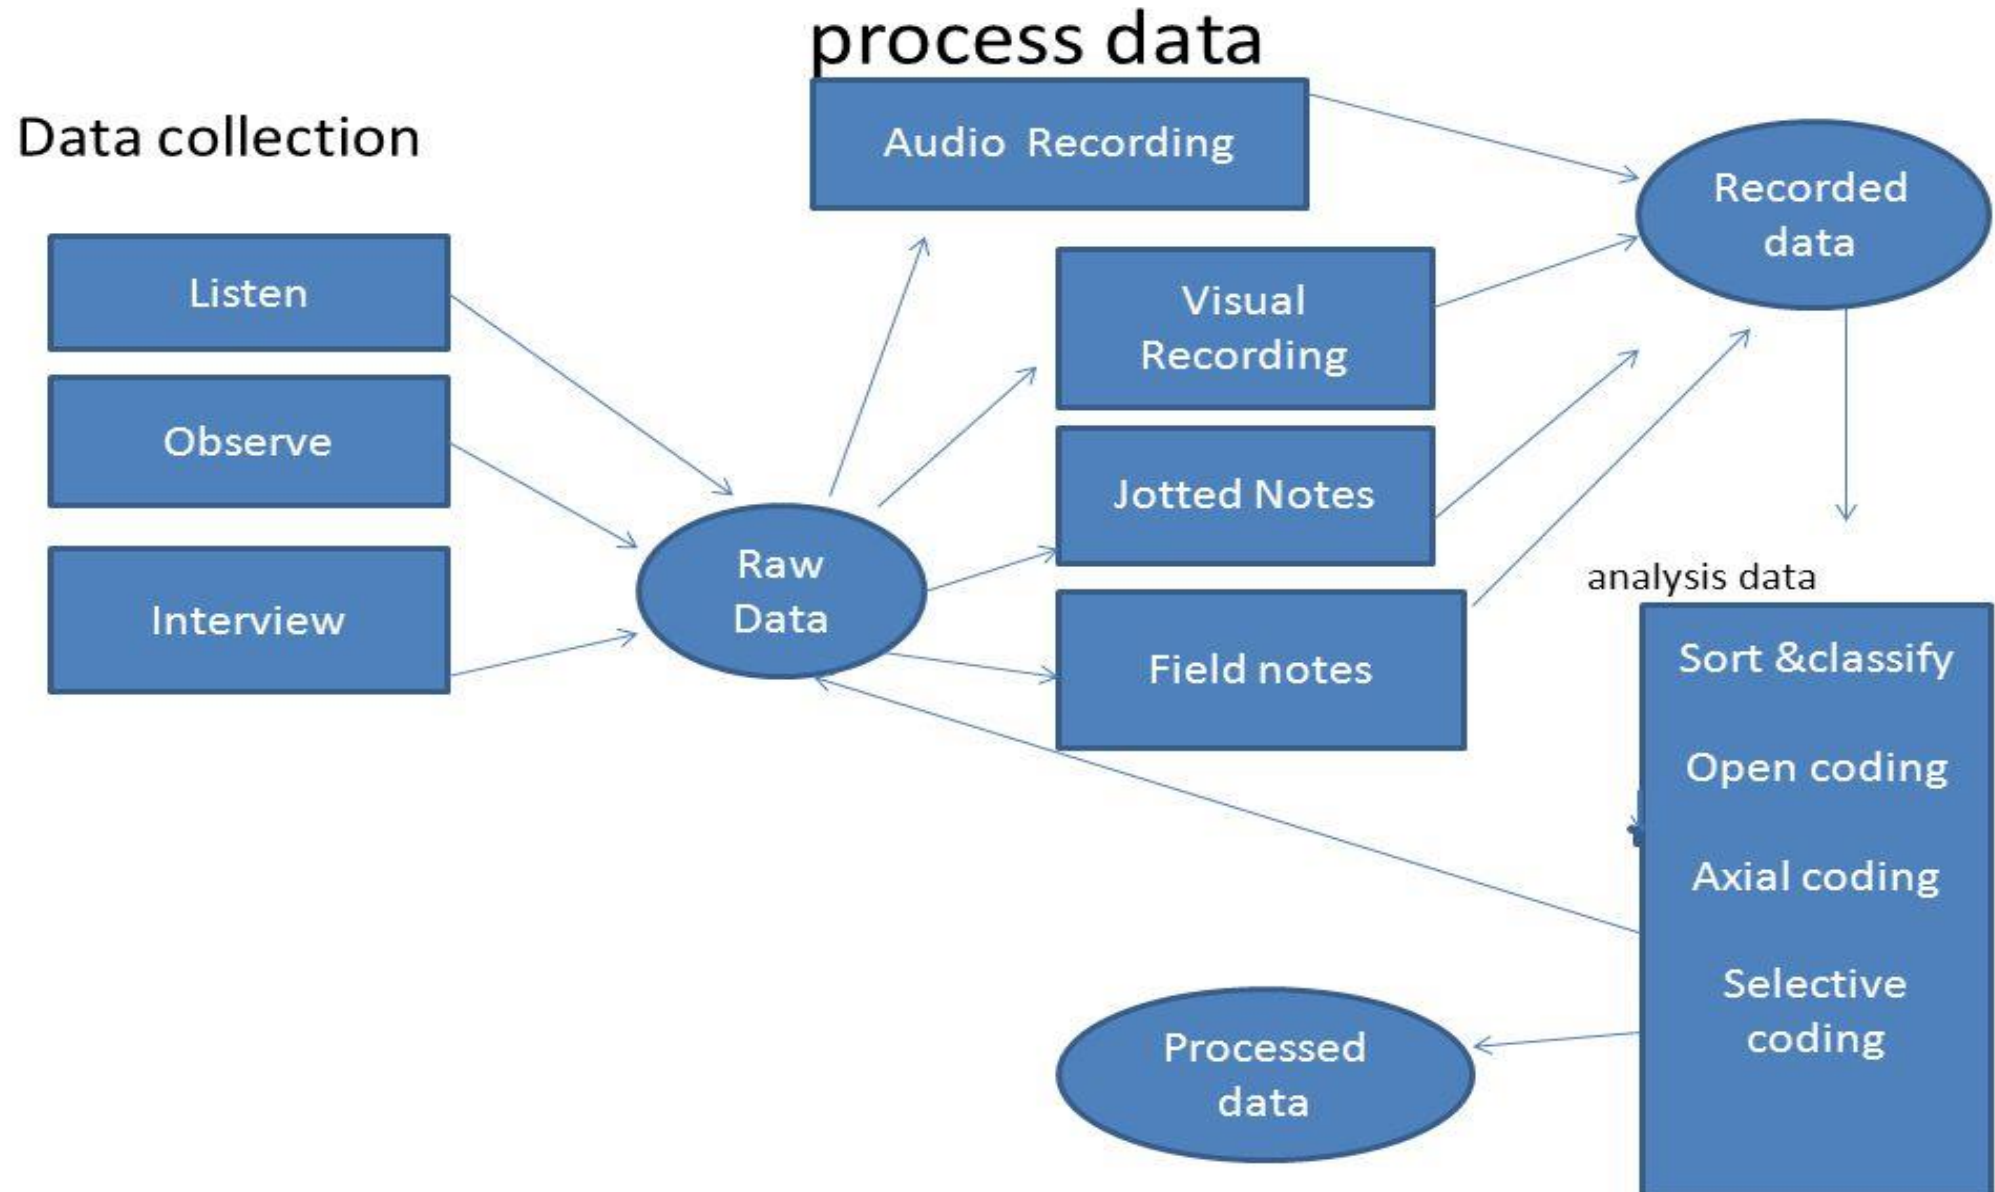 process data
Data collection
Audio Recording
Recorded
data
Listen
Visual
Recording
Observe
Jotted Notes
Raw
Data
Interview
Field notes
analysis data
Sort &classify
Open coding
Axial coding
Selective
coding
Processed
data